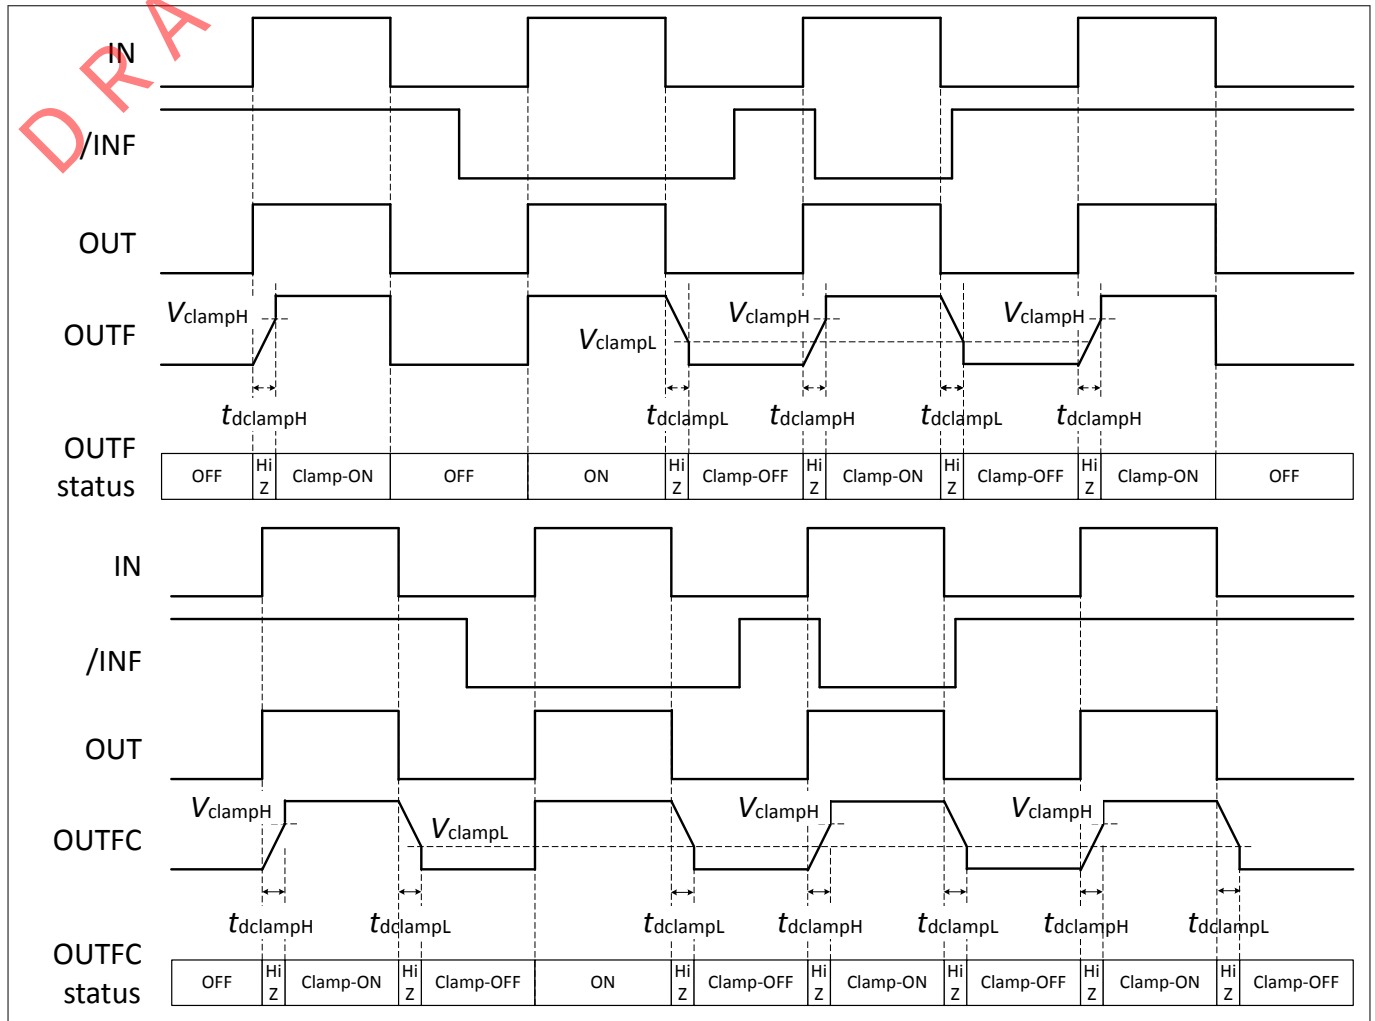 DRA
IN
/INF
OUT
VclampH VclampH VclampH
OUTF
VclampL
tdclampH tdclampL tdclampH tdclampL tdclampH
OUTF
status
OFF Hi Z Clamp-ON OFF ON Hi Z Clamp-OFF Hi Z Clamp-ON Hi Z Clamp-OFF Hi Z Clamp-ON OFF
IN
/INF
OUT
VclampH VclampH VclampH
VclampL
OUTFC
tdclampH tdclampL tdclampL tdclampH tdclampL tdclampH tdclampL
OUTFC
status
OFF Hi Z Clamp-ON Hi Z Clamp-OFF ON Hi Z Clamp-OFF Hi Z Clamp-ON Hi Z Clamp-OFF Hi Z Clamp-ON Hi Z Clamp-OFF